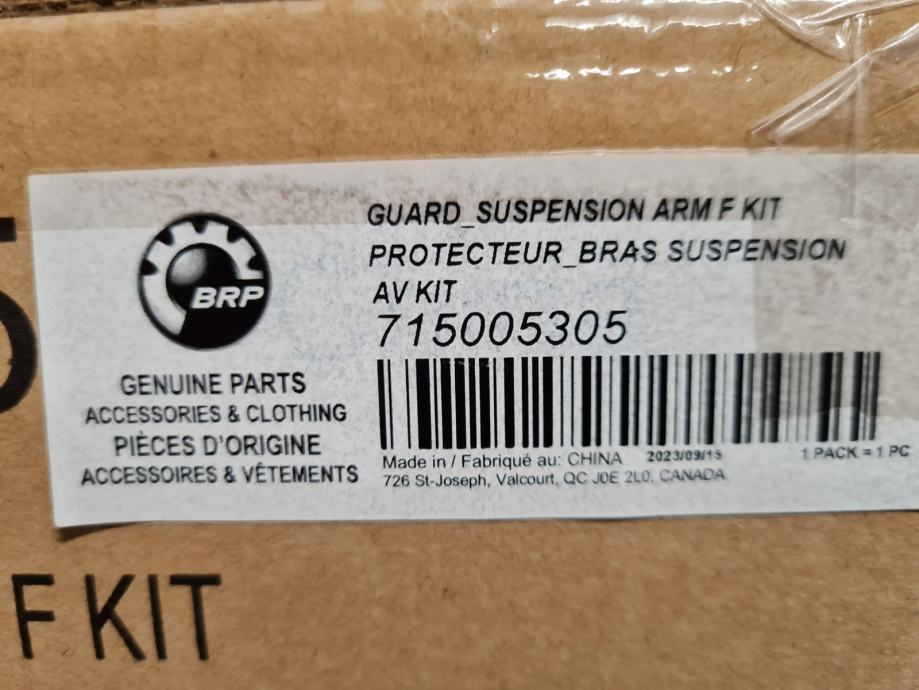 BRP
GENUINE PARTS
ACCESSORIES & CLOTHING
PIÈCES D'ORIGINE
ACCESSOIRES & VÊTEMENTS
GUARD_SUSPENSION ARM F KIT
PROTECTEUR_BRAS SUSPENSION
AV KIT
715005305
Made in / Fabriqué au: CHINA 2023/09/15 1 PACK = 1 PC
726 St-Joseph, Valcourt, QC J0E 2L0, CANADA
F KIT